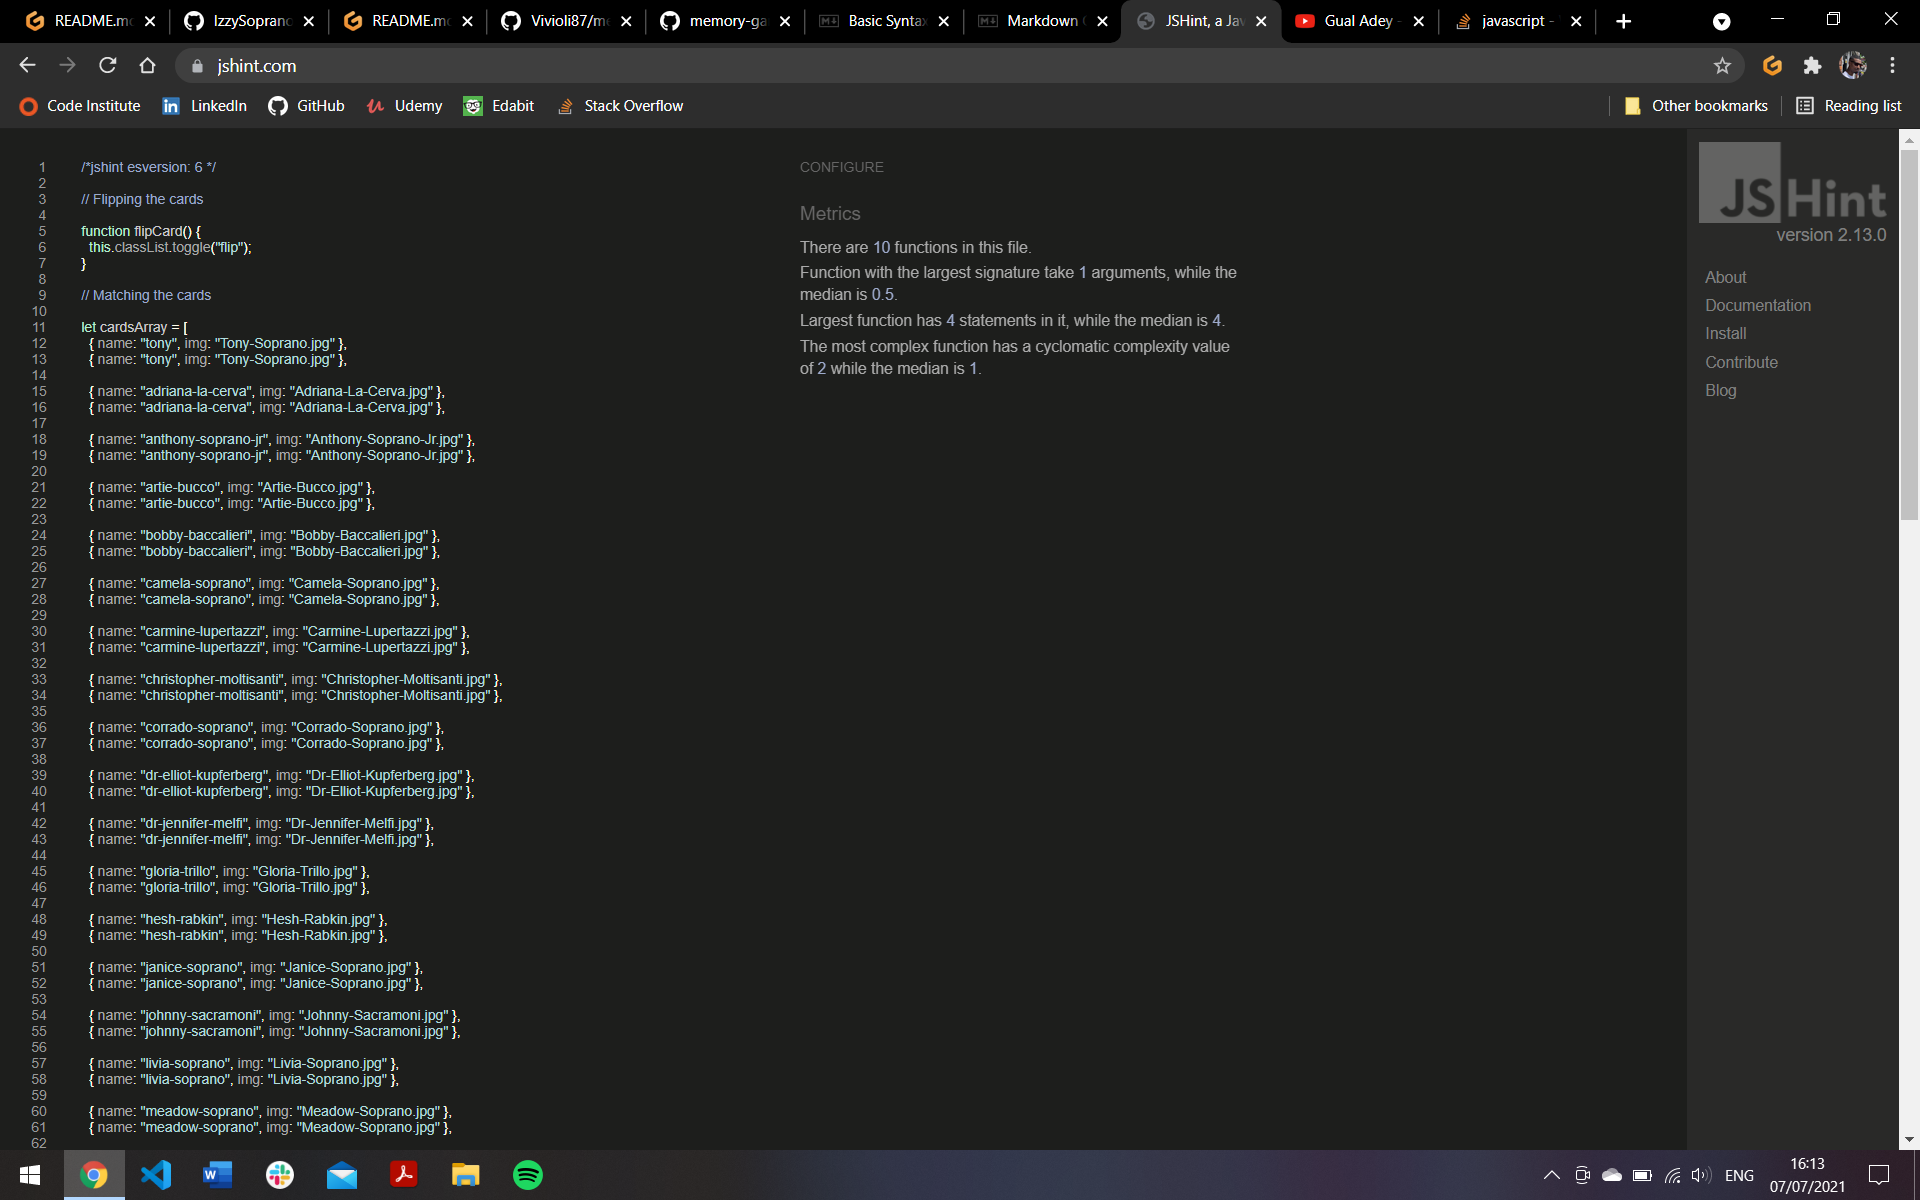 README.m
IzzySoprano
README.m
Vivioli87/me
memory-ga
Basic Synta
Markdown
JSHint, a Jav
Gual Adey -
javascript -
jshint.com
Code Institute
LinkedIn
GitHub
Udemy
Edabit
Stack Overflow
Other bookmarks
Reading list
1 /*jshint esversion: 6 */
2
3 // Flipping the cards
4
5 function flipCard() {
6 this.classList.toggle("flip");
7 }
8
9 // Matching the cards
10
11 let cardsArray = [
12 { name: "tony", img: "Tony-Soprano.jpg" },
13 { name: "tony", img: "Tony-Soprano.jpg" },
14
15 { name: "adriana-la-cerva", img: "Adriana-La-Cerva.jpg" },
16 { name: "adriana-la-cerva", img: "Adriana-La-Cerva.jpg" },
17
18 { name: "anthony-soprano-jr", img: "Anthony-Soprano-Jr.jpg" },
19 { name: "anthony-soprano-jr", img: "Anthony-Soprano-Jr.jpg" },
20
21 { name: "artie-bucco", img: "Artie-Bucco.jpg" },
22 { name: "artie-bucco", img: "Artie-Bucco.jpg" },
23
24 { name: "bobby-baccalieri", img: "Bobby-Baccalieri.jpg" },
25 { name: "bobby-baccalieri", img: "Bobby-Baccalieri.jpg" },
26
27 { name: "camela-soprano", img: "Camela-Soprano.jpg" },
28 { name: "camela-soprano", img: "Camela-Soprano.jpg" },
29
30 { name: "carmine-lupertazzi", img: "Carmine-Lupertazzi.jpg" },
31 { name: "carmine-lupertazzi", img: "Carmine-Lupertazzi.jpg" },
32
33 { name: "christopher-moltisanti", img: "Christopher-Moltisanti.jpg" },
34 { name: "christopher-moltisanti", img: "Christopher-Moltisanti.jpg" },
35
36 { name: "corrado-soprano", img: "Corrado-Soprano.jpg" },
37 { name: "corrado-soprano", img: "Corrado-Soprano.jpg" },
38
39 { name: "dr-elliot-kupferberg", img: "Dr-Elliot-Kupferberg.jpg" },
40 { name: "dr-elliot-kupferberg", img: "Dr-Elliot-Kupferberg.jpg" },
41
42 { name: "dr-jennifer-melfi", img: "Dr-Jennifer-Melfi.jpg" },
43 { name: "dr-jennifer-melfi", img: "Dr-Jennifer-Melfi.jpg" },
44
45 { name: "gloria-trillo", img: "Gloria-Trillo.jpg" },
46 { name: "gloria-trillo", img: "Gloria-Trillo.jpg" },
47
48 { name: "hesh-rabkin", img: "Hesh-Rabkin.jpg" },
49 { name: "hesh-rabkin", img: "Hesh-Rabkin.jpg" },
50
51 { name: "janice-soprano", img: "Janice-Soprano.jpg" },
52 { name: "janice-soprano", img: "Janice-Soprano.jpg" },
53
54 { name: "johnny-sacramoni", img: "Johnny-Sacramoni.jpg" },
55 { name: "johnny-sacramoni", img: "Johnny-Sacramoni.jpg" },
56
57 { name: "livia-soprano", img: "Livia-Soprano.jpg" },
58 { name: "livia-soprano", img: "Livia-Soprano.jpg" },
59
60 { name: "meadow-soprano", img: "Meadow-Soprano.jpg" },
61 { name: "meadow-soprano", img: "Meadow-Soprano.jpg" },
62
CONFIGURE
Metrics
There are 10 functions in this file.
Function with the largest signature take 1 arguments, while the
median is 0.5.
Largest function has 4 statements in it, while the median is 4.
The most complex function has a cyclomatic complexity value
of 2 while the median is 1.
JSHint
version 2.13.0
About
Documentation
Install
Contribute
Blog
ENG
16:13
07/07/2021